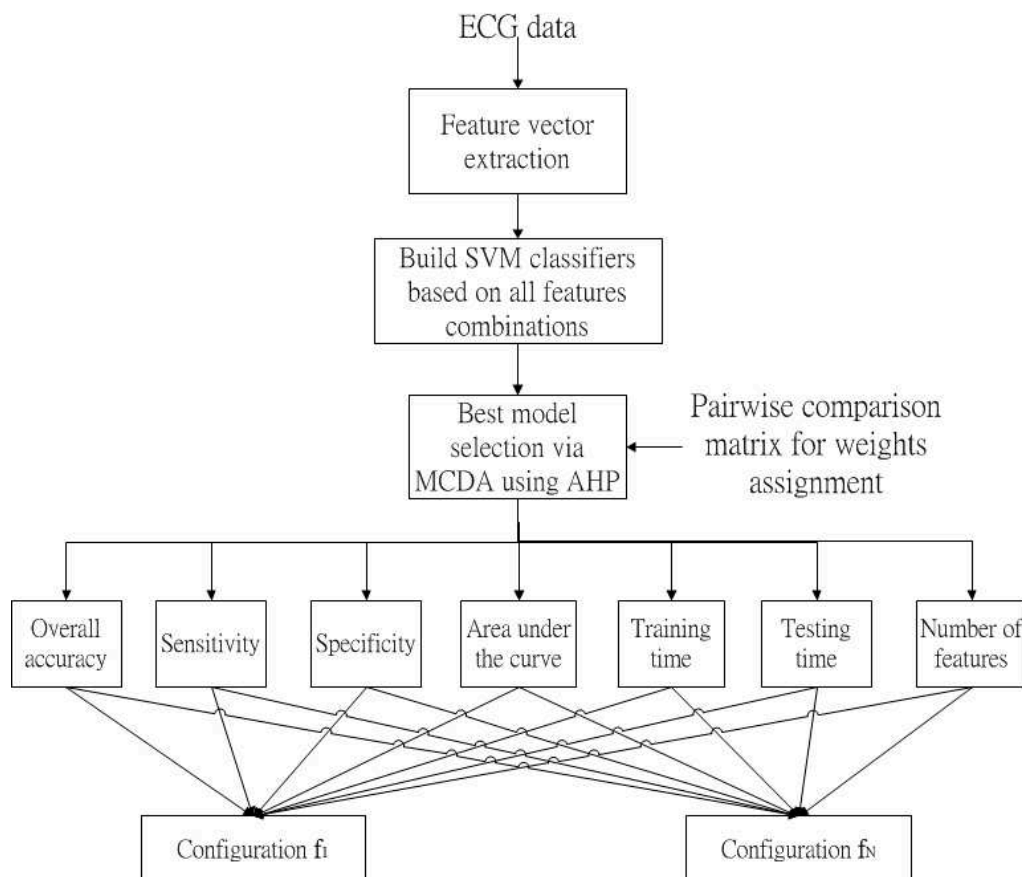 ECG data
Feature vector
extraction
Build SVM classifiers
based on all features
combinations
Best model
selection via
MCDA using AHP
Pairwise comparison
matrix for weights
assignment
Overall
accuracy
Sensitivity
Specificity
Area under
the curve
Training
time
Testing
time
Number of
features
Configuration f1
Configuration fN